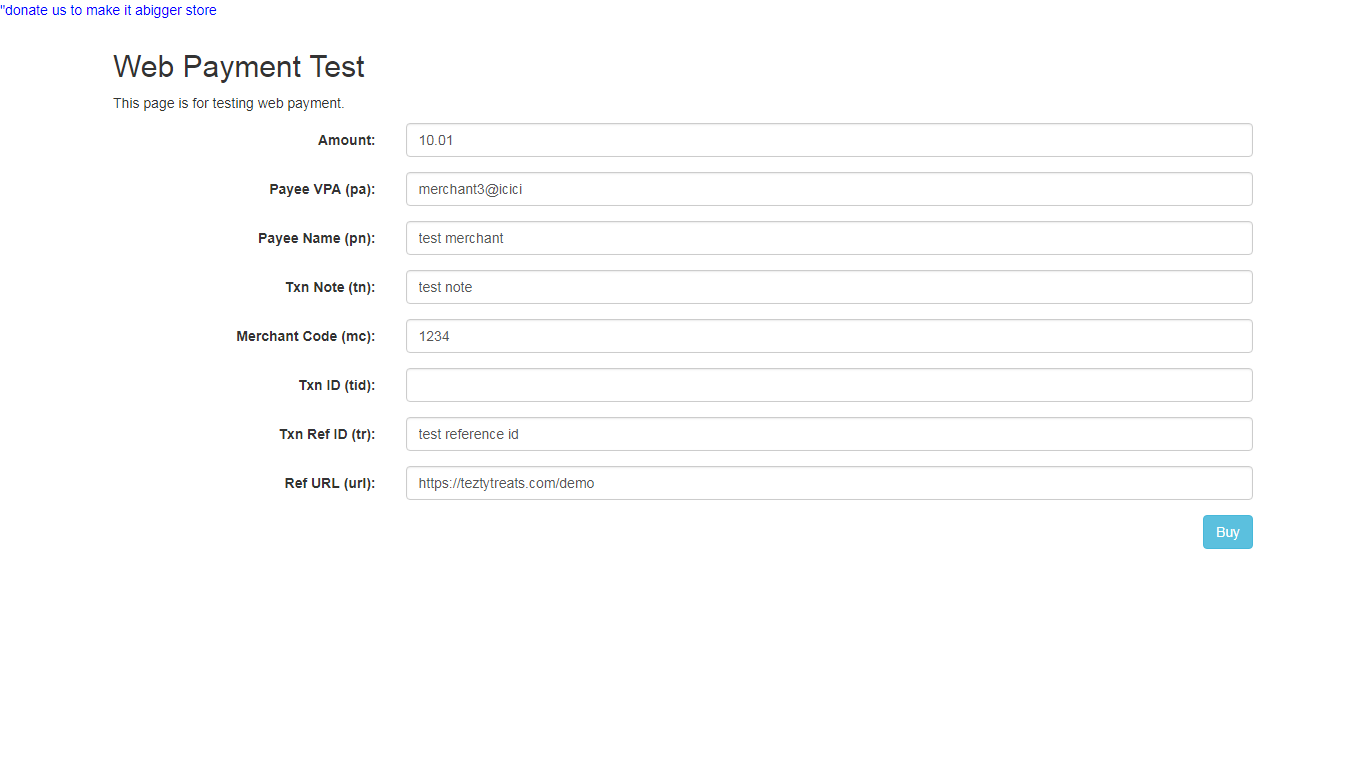 "donate us to make it abigger store
Web Payment Test
This page is for testing web payment.
Amount: 10.01
Payee VPA (pa): merchant3@icici
Payee Name (pn): test merchant
Txn Note (tn): test note
Merchant Code (mc): 1234
Txn ID (tid):
Txn Ref ID (tr): test reference id
Ref URL (url): https://teztytreats.com/demo
Buy